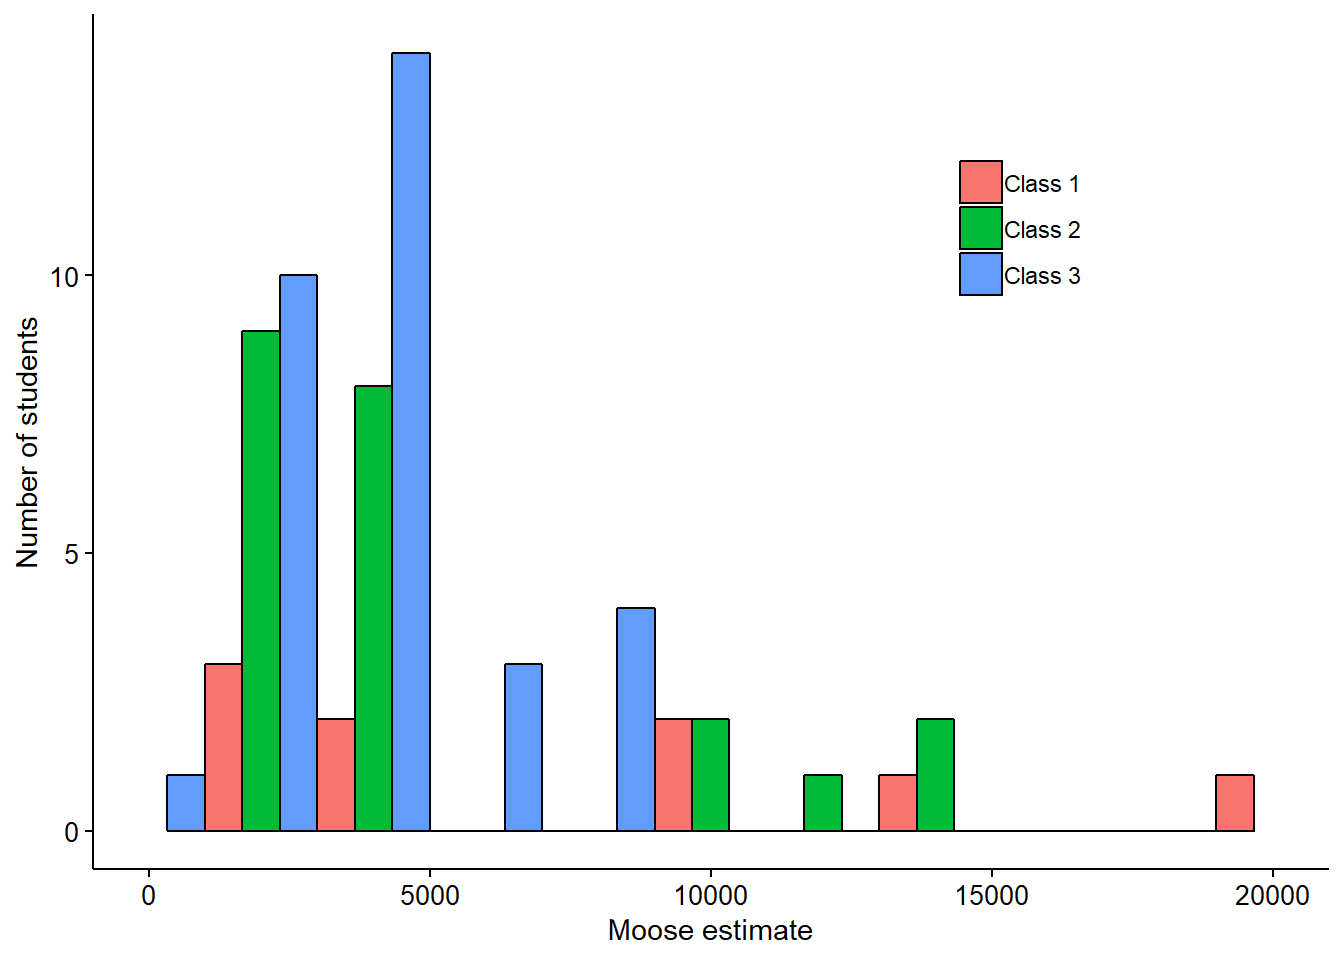 Class 1
Class 2
Class 3
10
5
0
Number of students
0 5000 10000 15000 20000
Moose estimate